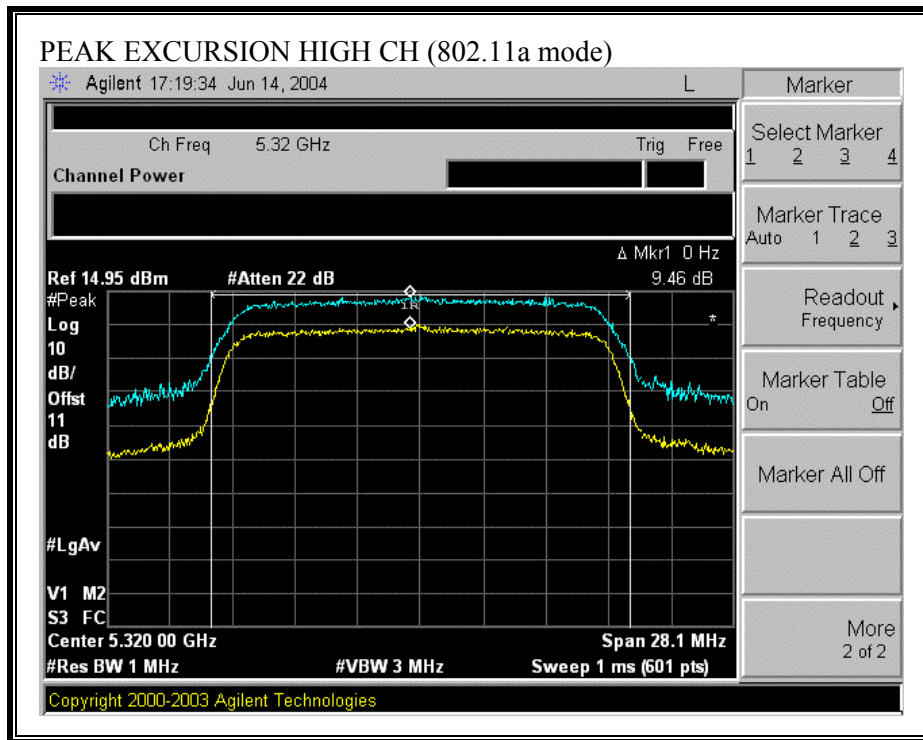 PEAK EXCURSION HIGH CH (802.11a mode)
Agilent 17:19:34 Jun 14, 2004 L
Marker
Ch Freq 5.32 GHz Trig Free
Channel Power
Select Marker
1 2 3 4
Marker Trace
Auto 1 2 3
Δ Mkr1 0 Hz
Ref 14.95 dBm #Atten 22 dB 9.46 dB
#Peak
Log
10
dB/
Offst
11
dB
1R
*
#LgAv
V1 M2
S3 FC
Center 5.320 00 GHz Span 28.1 MHz
#Res BW 1 MHz #VBW 3 MHz Sweep 1 ms (601 pts)
Readout
Frequency
Marker Table
On Off
Marker All Off
More
2 of 2
Copyright 2000-2003 Agilent Technologies